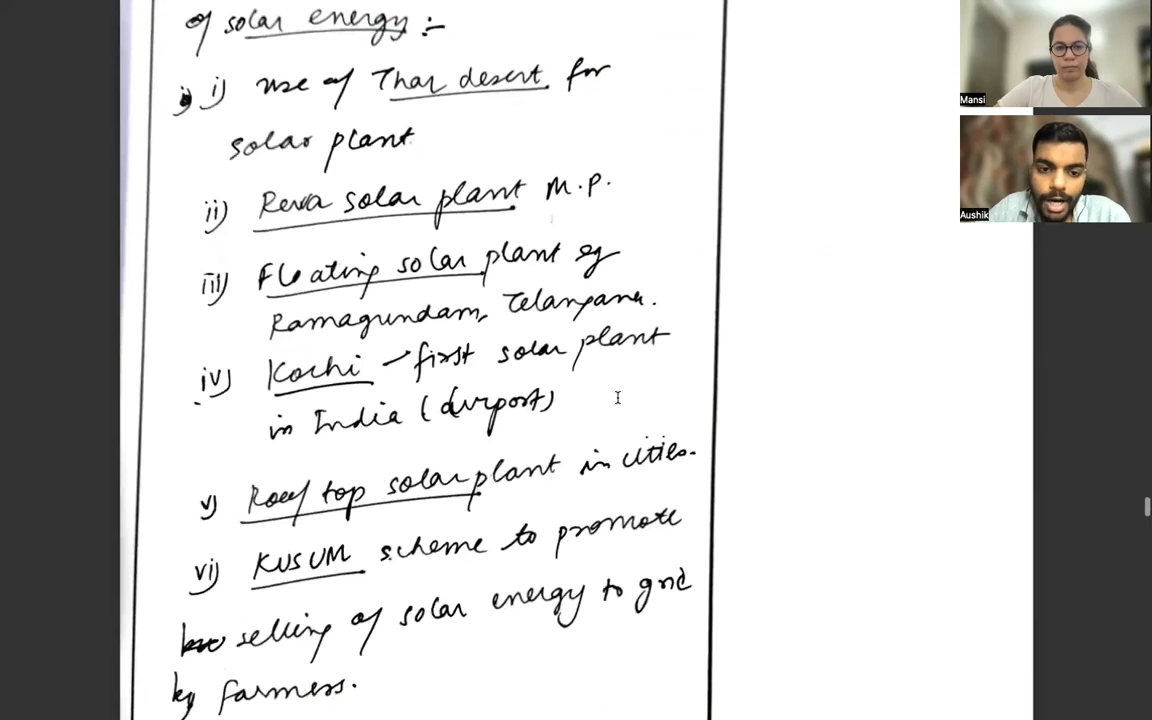 of solar energy :-
i) use of Thar desert for
solar plant
ii) Rewa solar plant M.P.
iii) Floating solar plant eg
Ramagundam, Telangana.
iv) Kochi - first solar plant
in India (airport)
v) Roof top solar plant in cities.
vi) KUSUM scheme to promote
selling of solar energy to grid
by farmers.
Mansi
Aushik